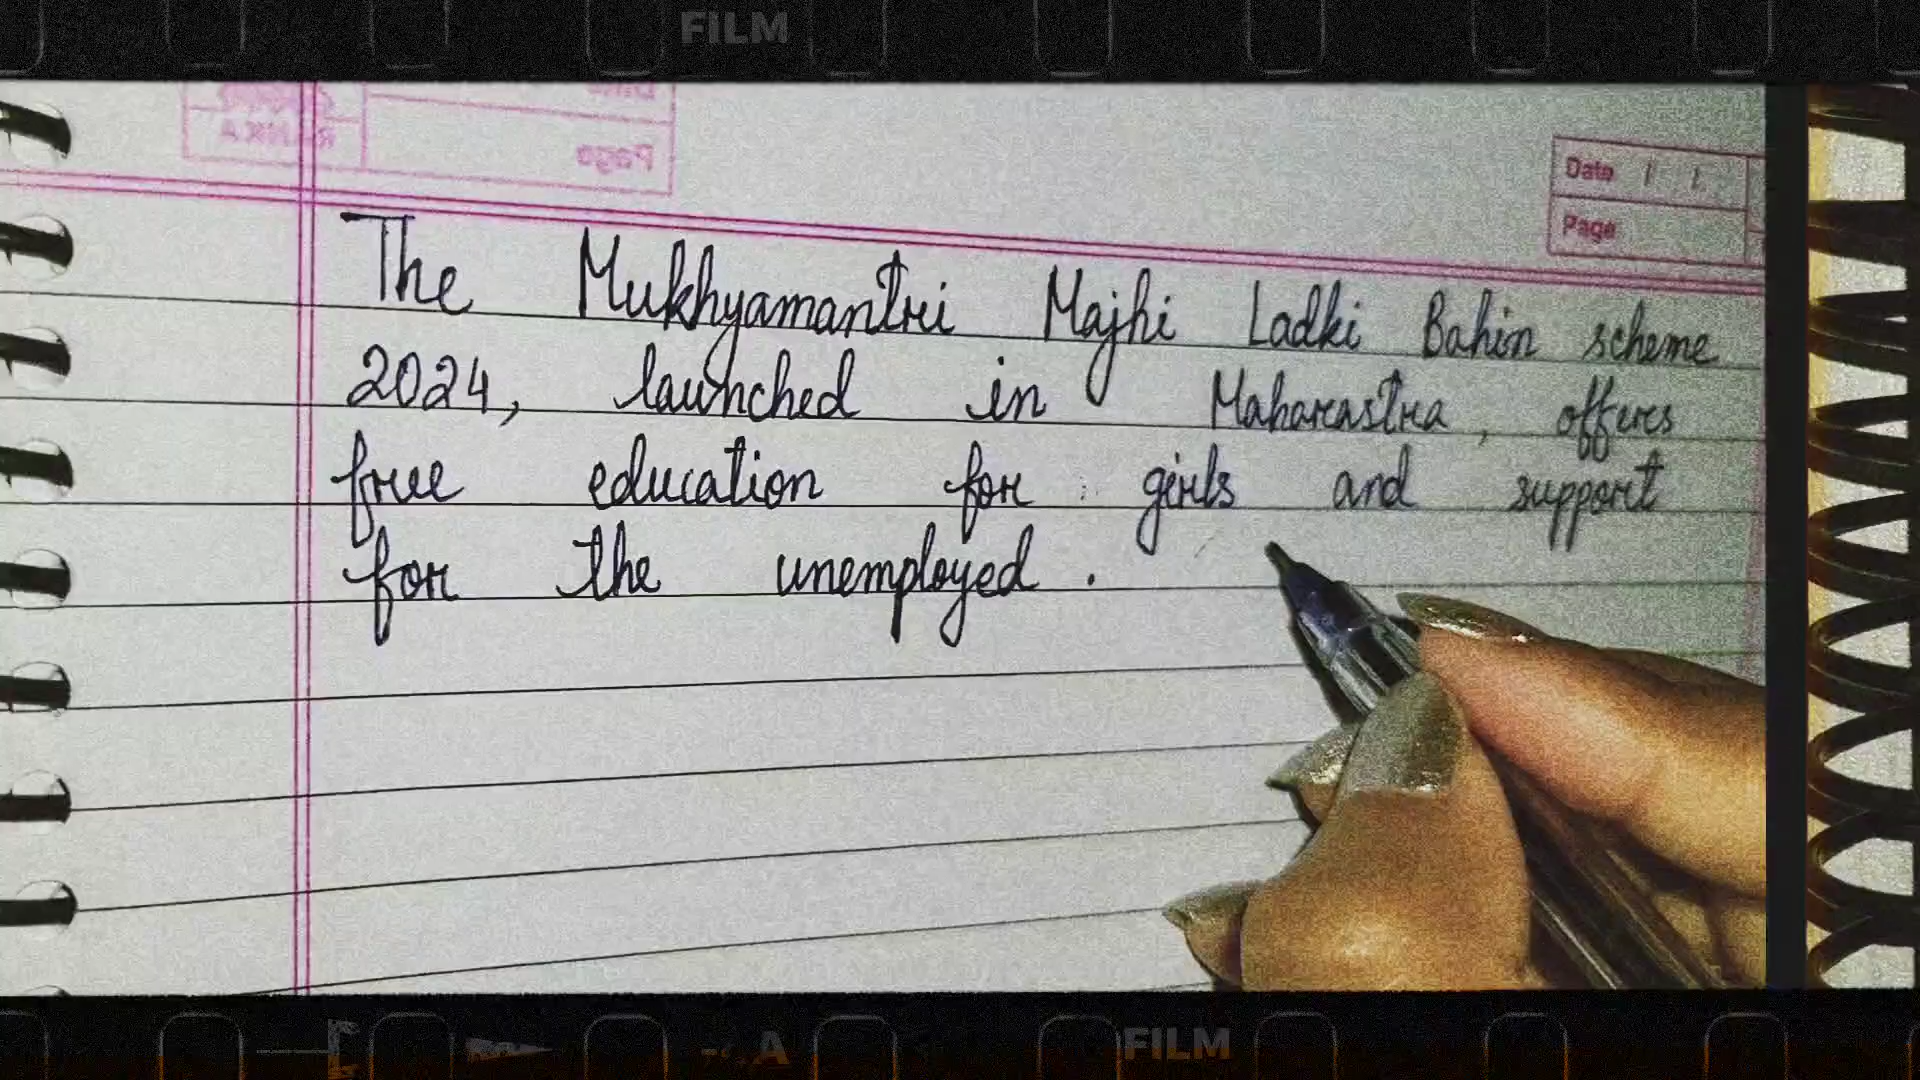 FILM
Date / /
Page
The Mukhyamantri Majhi Ladki Bahin scheme
2024, launched in Maharastra, offers
free education for girls and support
for the unemployed.
FILM